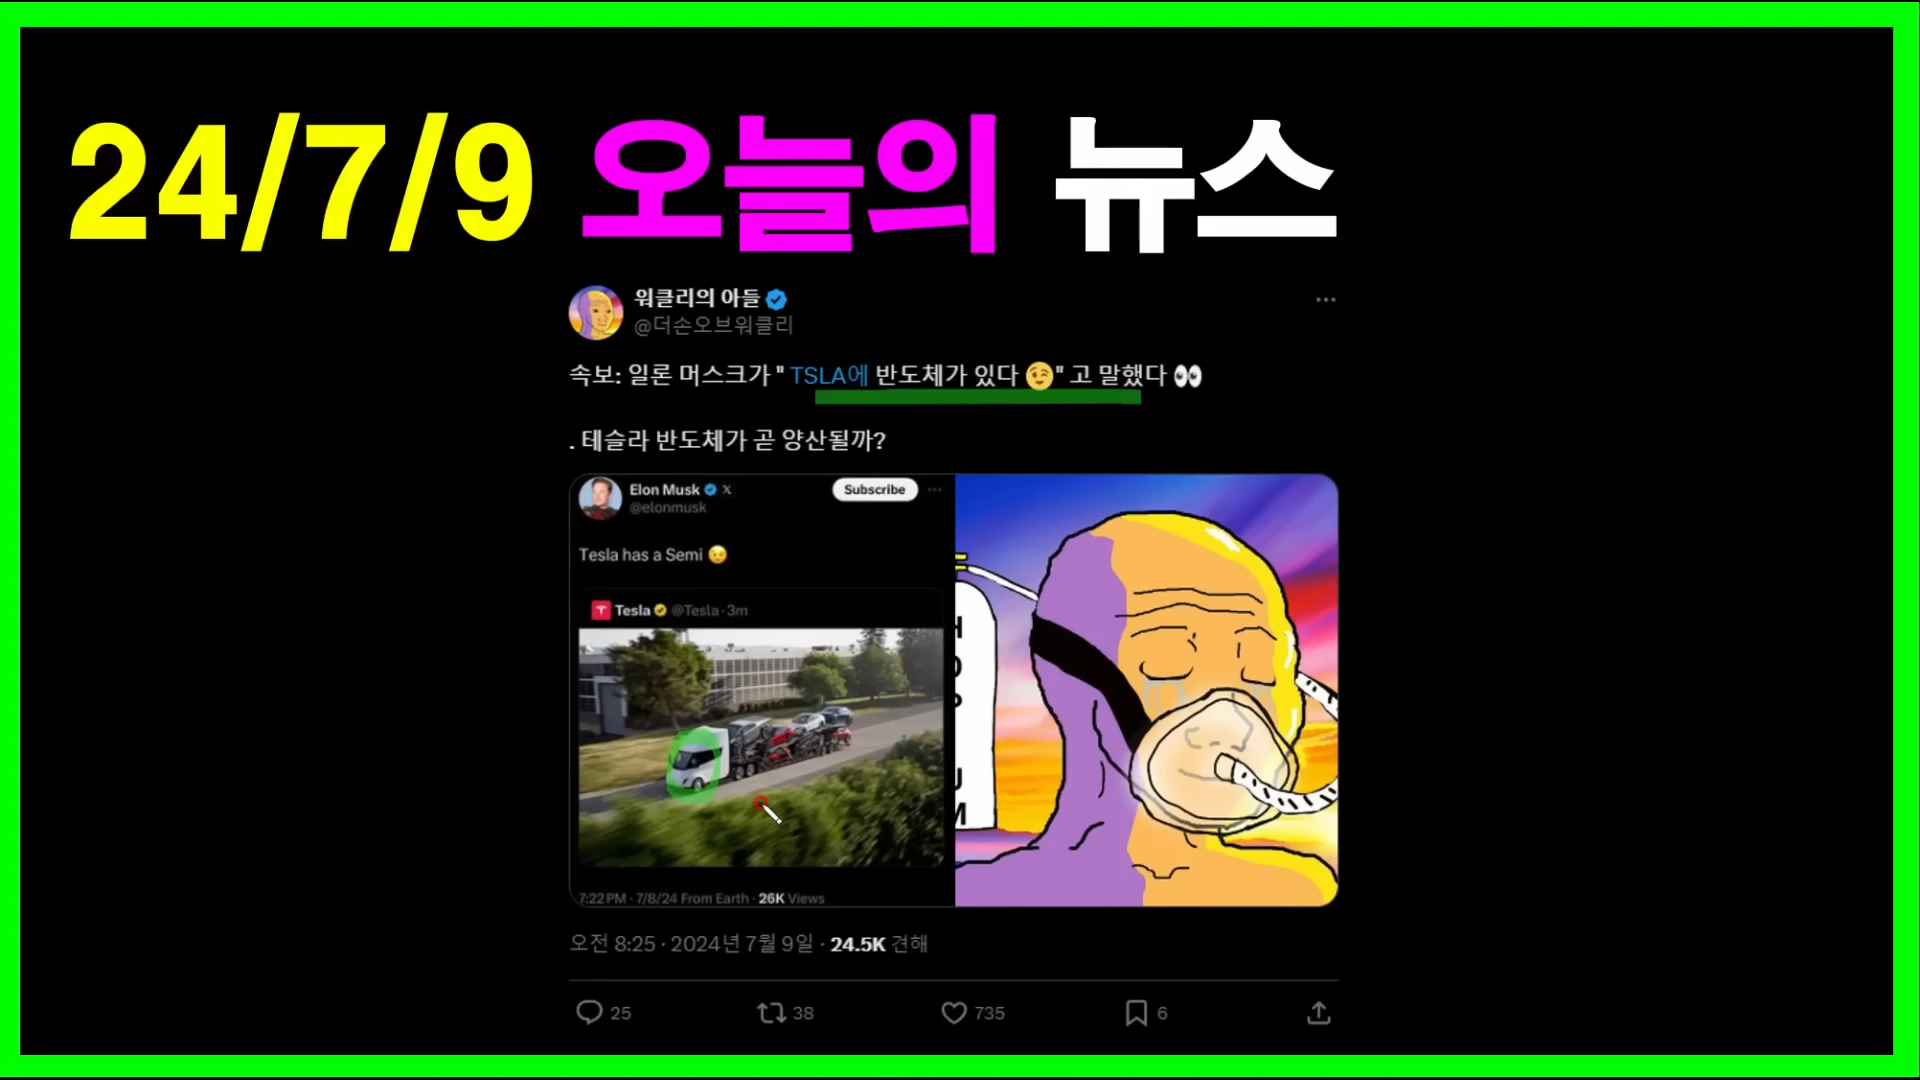 24/7/9 오늘의 뉴스
워클리의 아들
@더손오브워클리
속보: 일론 머스크가 " TSLA에 반도체가 있다 😉" 고 말했다 👀
. 테슬라 반도체가 곧 양산될까?
Elon Musk X
@elonmusk
Subscribe
Tesla has a Semi 😉
Tesla @Tesla · 3m
7:22 PM · 7/8/24 From Earth · 26K Views
오전 8:25 · 2024년 7월 9일 · 24.5K 견해
25 38 735 6